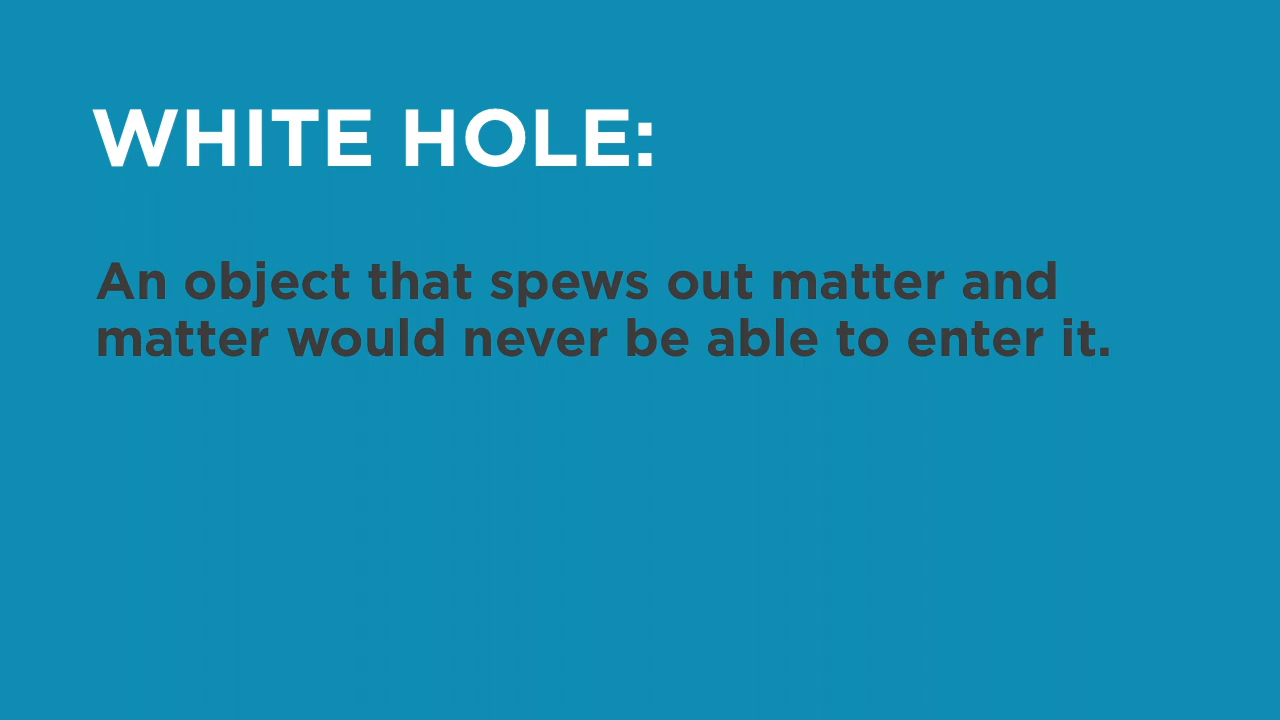 WHITE HOLE:
An object that spews out matter and
matter would never be able to enter it.